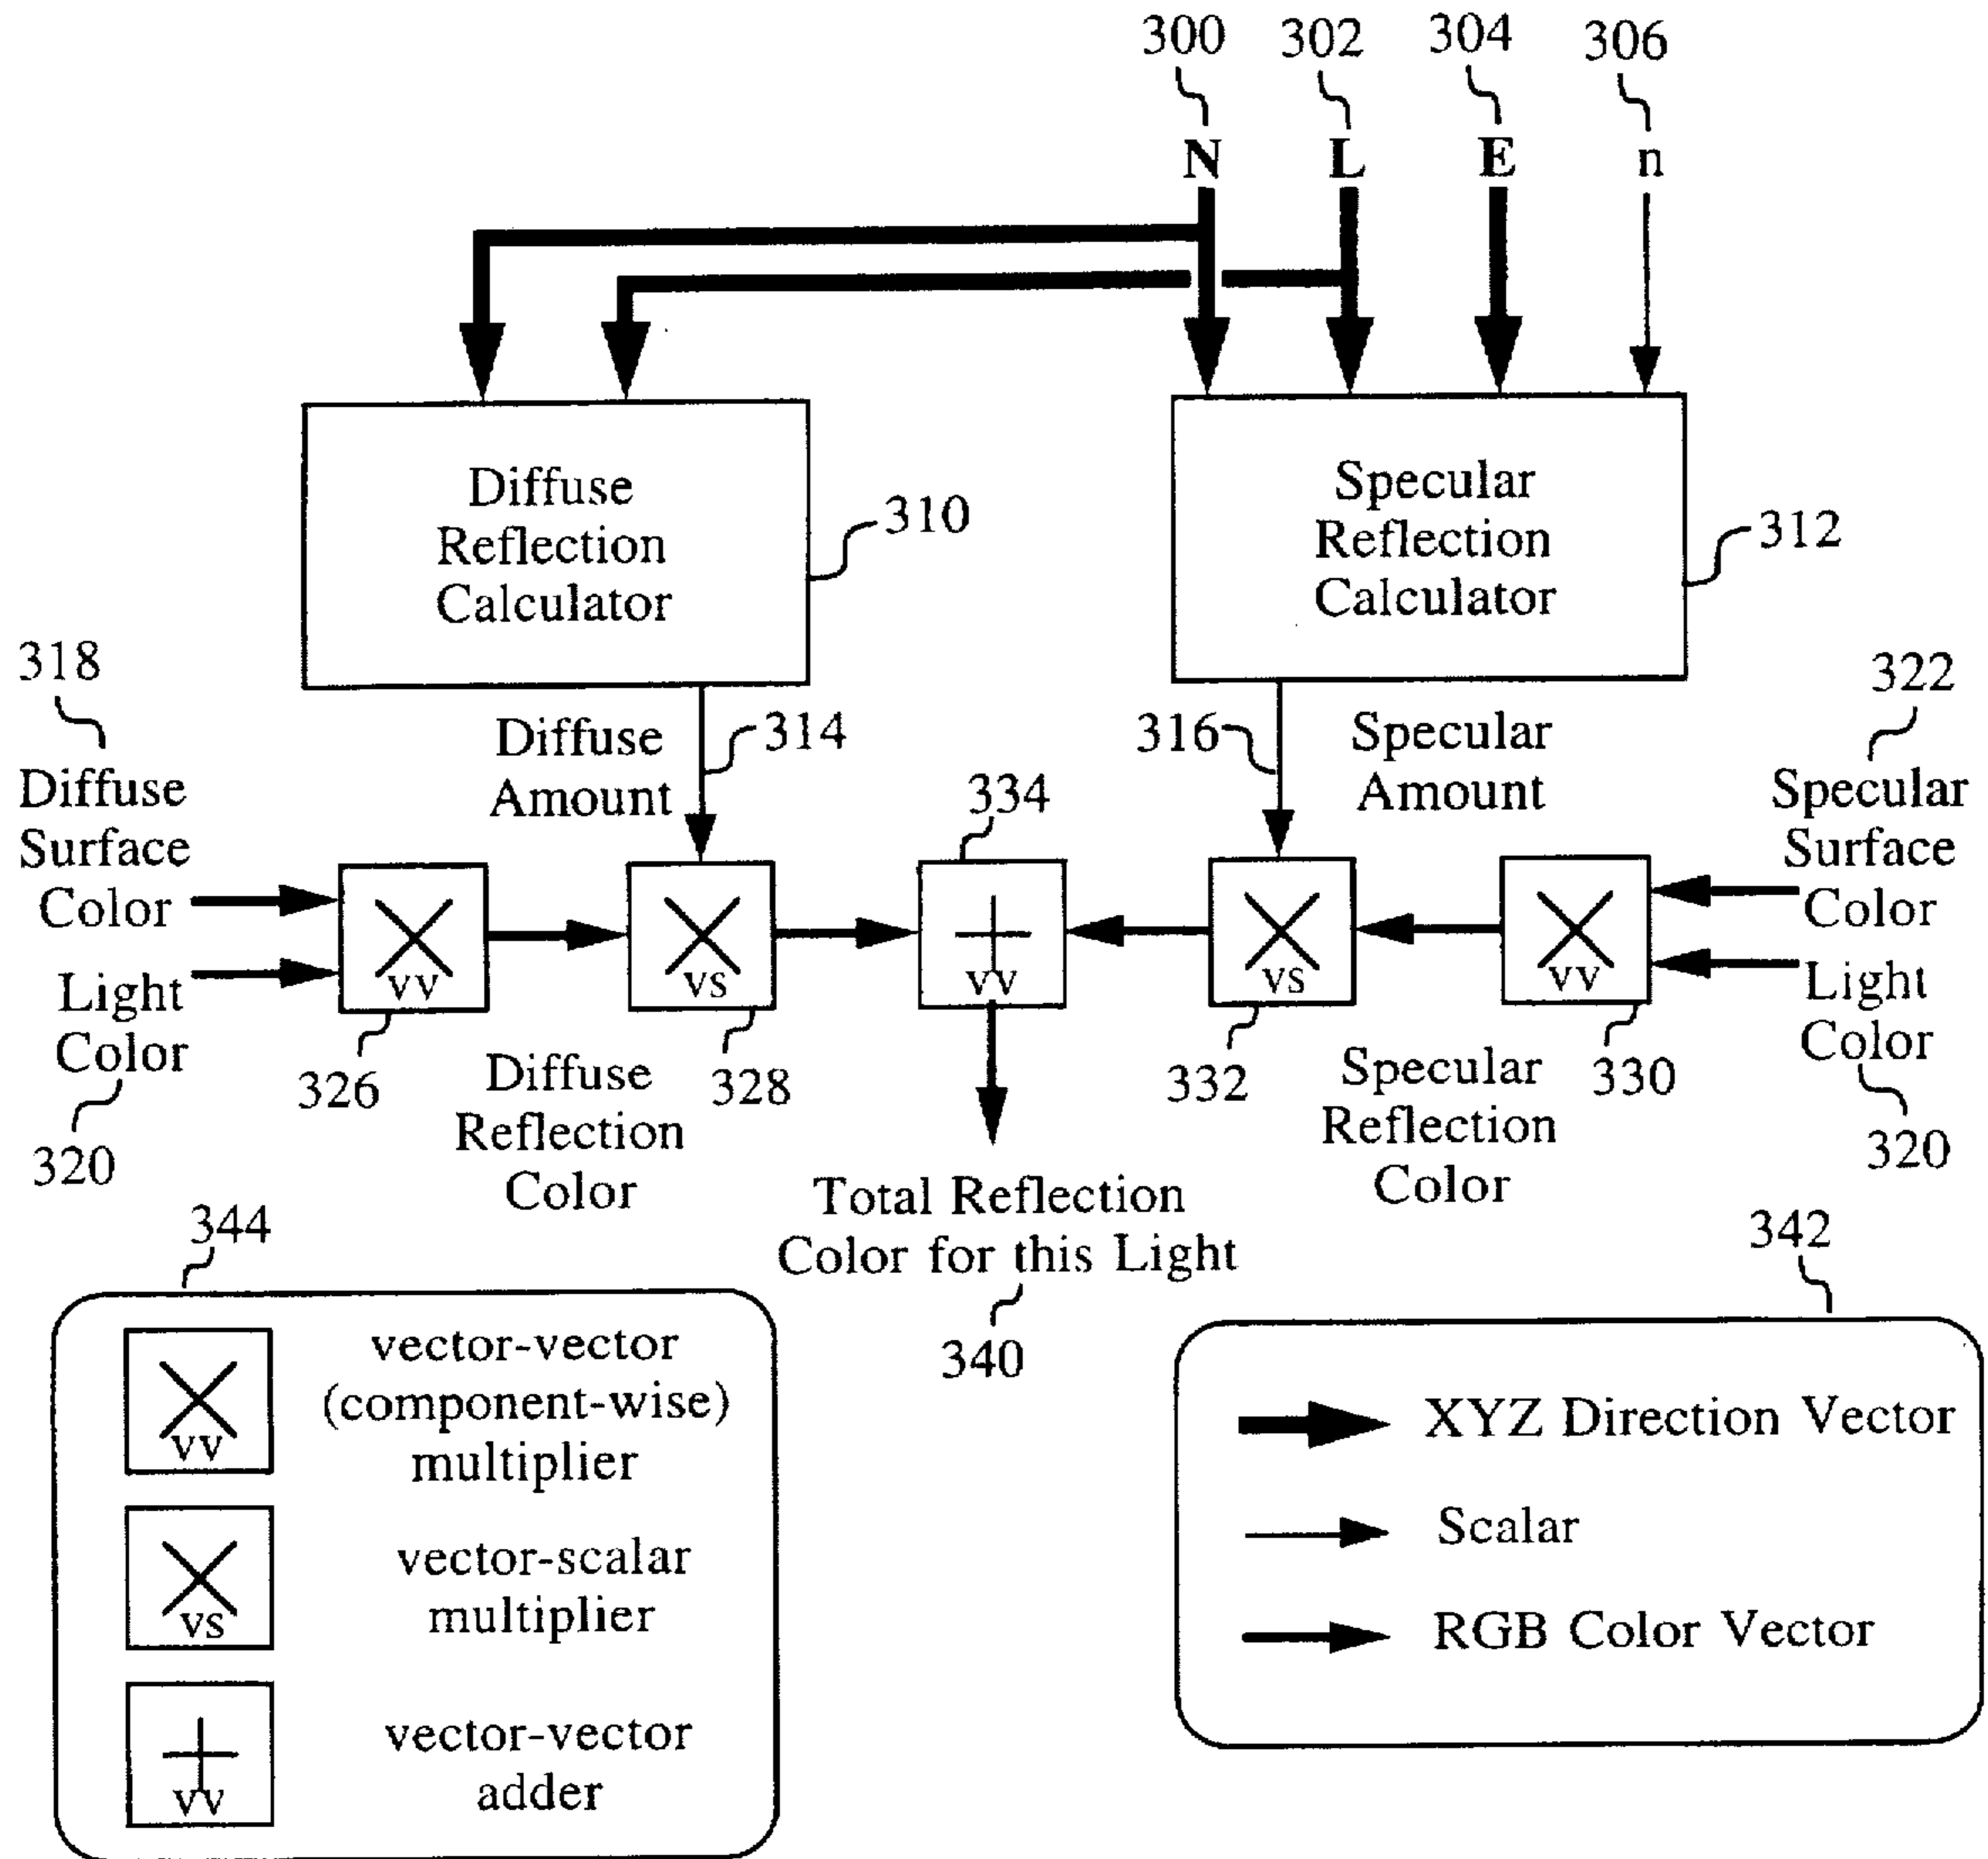 300 302 304 306
N L E n
Diffuse
Reflection
Calculator
310
Specular
Reflection
Calculator
312
318
Diffuse
Surface
Color
Light
Color
320
Diffuse
Amount
314
316
Specular
Amount
322
Specular
Surface
Color
Light
Color
320
vv
326
vs
328
334
vv
vs
332
vv
330
Diffuse
Reflection
Color
Specular
Reflection
Color
Total Reflection
Color for this Light
340
344
vv
vector-vector
(component-wise)
multiplier
vs
vector-scalar
multiplier
vv
vector-vector
adder
342
XYZ Direction Vector
Scalar
RGB Color Vector